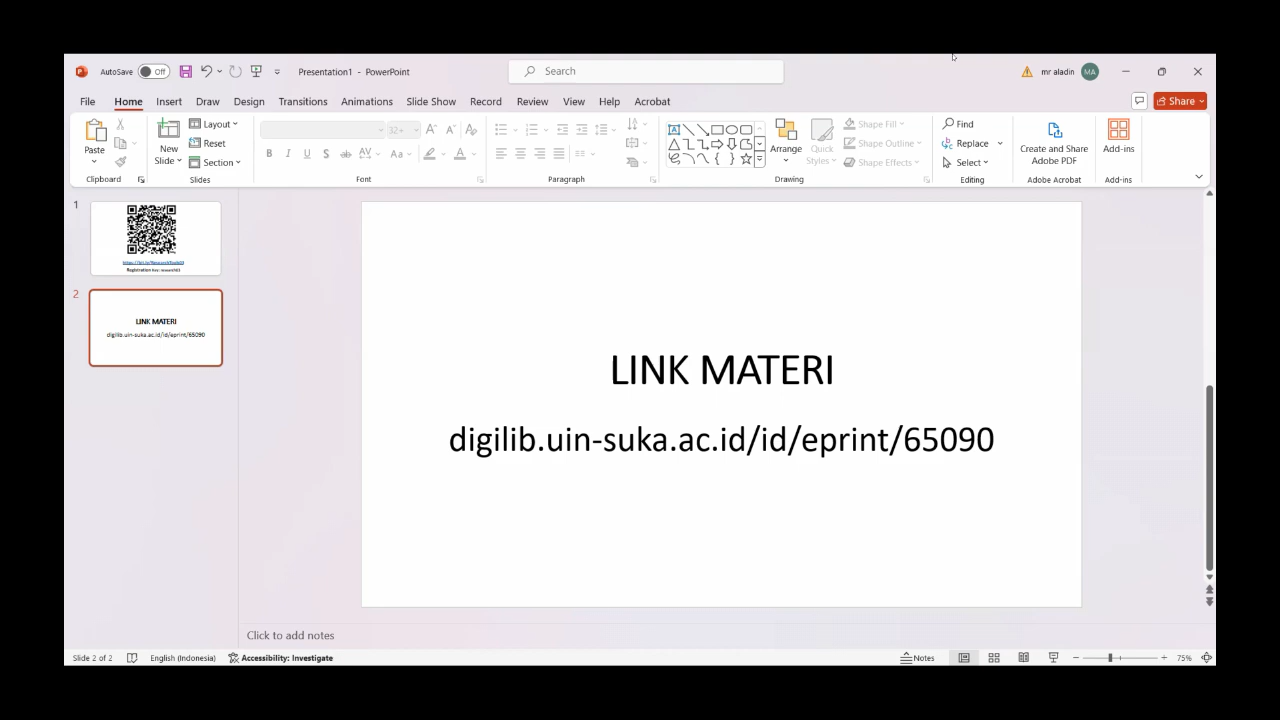 AutoSave Off Presentation1 - PowerPoint Search mr aladin MA
File Home Insert Draw Design Transitions Animations Slide Show Record Review View Help Acrobat Share
Paste
New Slide
Layout
Reset
Section
32+
Aa
Arrange
Quick Styles
Shape Fill
Shape Outline
Shape Effects
Find
Replace
Select
Create and Share Adobe PDF
Add-ins
Clipboard Slides Font Paragraph Drawing Editing Adobe Acrobat Add-ins
1
2
LINK MATERI
digilib.uin-suka.ac.id/id/eprint/65090
LINK MATERI
digilib.uin-suka.ac.id/id/eprint/65090
Click to add notes
Slide 2 of 2 English (Indonesia) Accessibility: Investigate Notes 75%